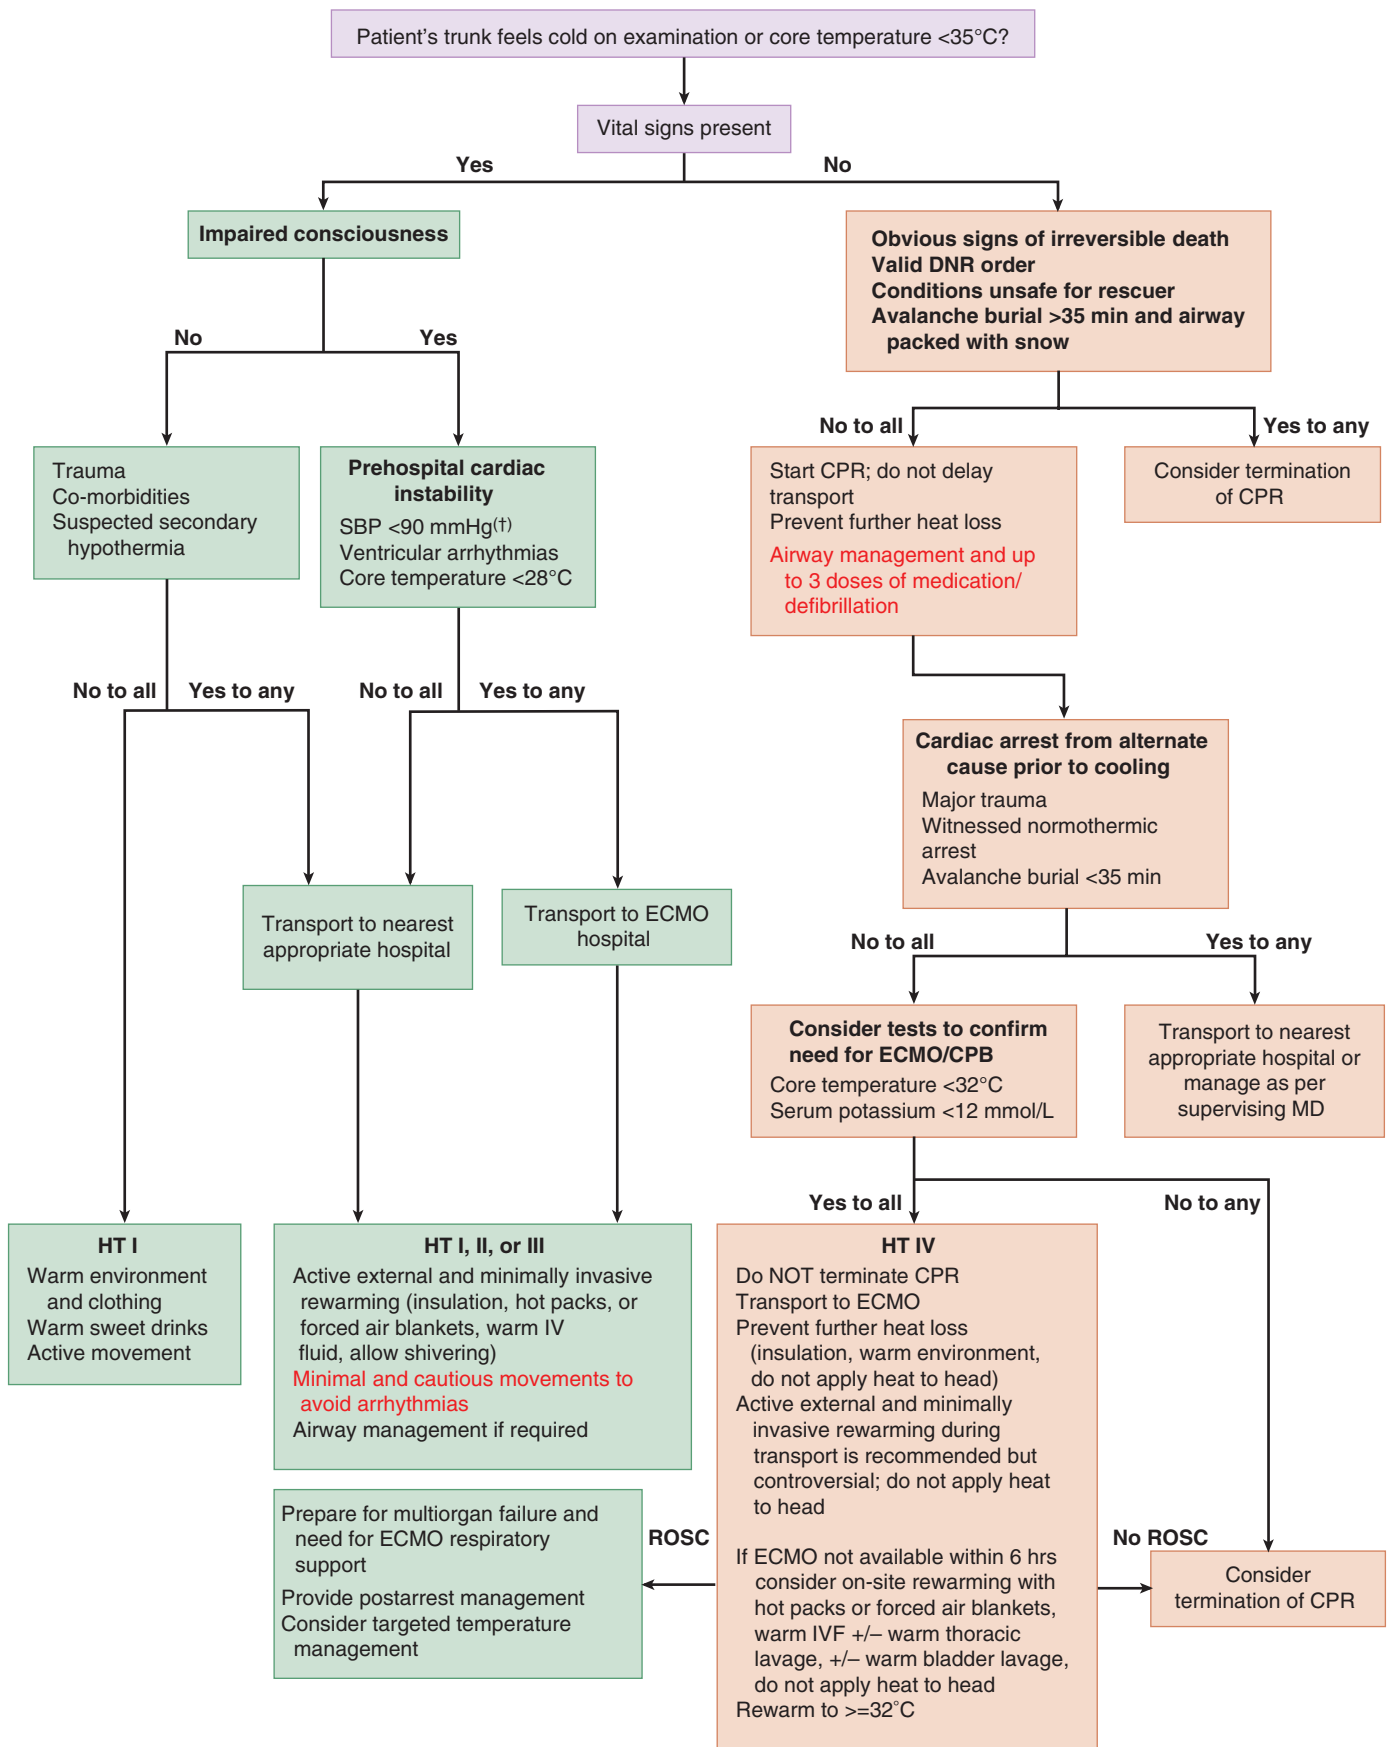 Patient’s trunk feels cold on examination or core temperature <35°C?
Vital signs present
Yes
No
Impaired consciousness
Obvious signs of irreversible death
Valid DNR order
Conditions unsafe for rescuer
Avalanche burial >35 min and airway
packed with snow
No
Yes
No to all
Yes to any
Trauma
Co-morbidities
Suspected secondary
hypothermia
Prehospital cardiac
instability
SBP <90 mmHg(†)
Ventricular arrhythmias
Core temperature <28°C
Start CPR; do not delay
transport
Prevent further heat loss
Airway management and up
to 3 doses of medication/
defibrillation
Consider termination
of CPR
No to all
Yes to any
No to all
Yes to any
Cardiac arrest from alternate
cause prior to cooling
Major trauma
Witnessed normothermic
arrest
Avalanche burial <35 min
Transport to nearest
appropriate hospital
Transport to ECMO
hospital
No to all
Yes to any
Consider tests to confirm
need for ECMO/CPB
Core temperature <32°C
Serum potassium <12 mmol/L
Transport to nearest
appropriate hospital or
manage as per
supervising MD
Yes to all
No to any
HT I
Warm environment
and clothing
Warm sweet drinks
Active movement
HT I, II, or III
Active external and minimally invasive
rewarming (insulation, hot packs, or
forced air blankets, warm IV
fluid, allow shivering)
Minimal and cautious movements to
avoid arrhythmias
Airway management if required
HT IV
Do NOT terminate CPR
Transport to ECMO
Prevent further heat loss
(insulation, warm environment,
do not apply heat to head)
Active external and minimally
invasive rewarming during
transport is recommended but
controversial; do not apply heat
to head
If ECMO not available within 6 hrs
consider on-site rewarming with
hot packs or forced air blankets,
warm IVF +/– warm thoracic
lavage, +/– warm bladder lavage,
do not apply heat to head
Rewarm to >=32°C
ROSC
No ROSC
Prepare for multiorgan failure and
need for ECMO respiratory
support
Provide postarrest management
Consider targeted temperature
management
Consider
termination of CPR